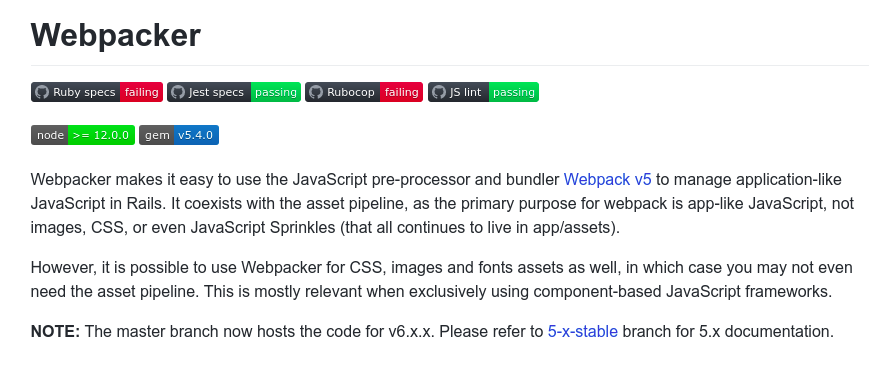 Webpacker
Ruby specs failing Jest specs passing Rubocop failing JS lint passing
node >= 12.0.0 gem v5.4.0
Webpacker makes it easy to use the JavaScript pre-processor and bundler Webpack v5 to manage application-like
JavaScript in Rails. It coexists with the asset pipeline, as the primary purpose for webpack is app-like JavaScript, not
images, CSS, or even JavaScript Sprinkles (that all continues to live in app/assets).
However, it is possible to use Webpacker for CSS, images and fonts assets as well, in which case you may not even
need the asset pipeline. This is mostly relevant when exclusively using component-based JavaScript frameworks.
NOTE: The master branch now hosts the code for v6.x.x. Please refer to 5-x-stable branch for 5.x documentation.